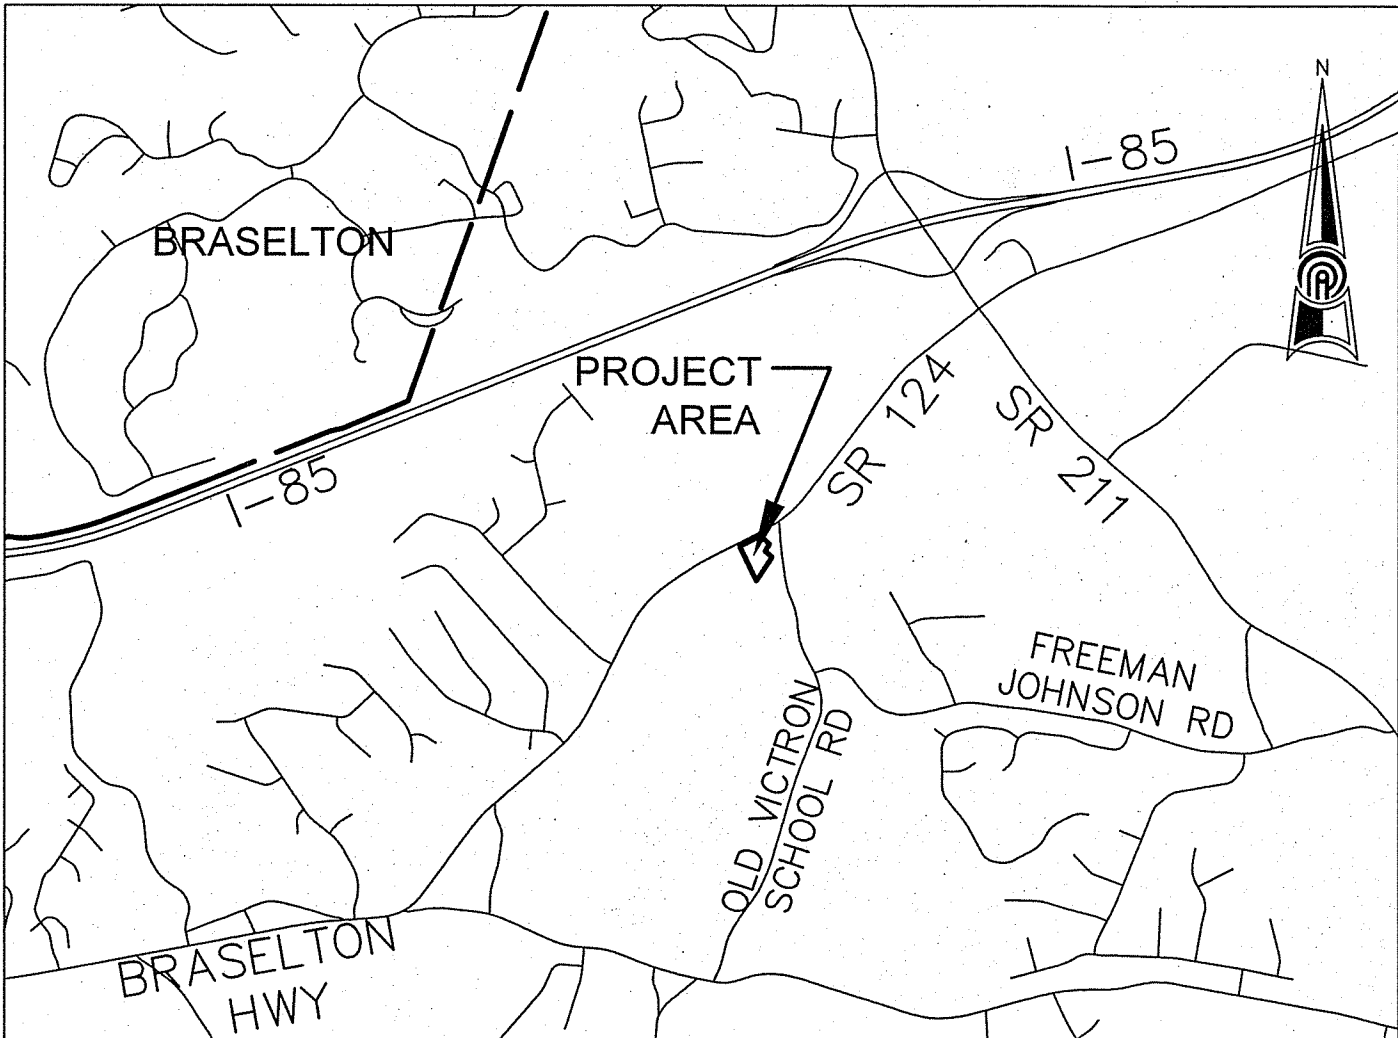 N
I-85
BRASELTON
PROJECT
AREA
SR 124
SR 211
I-85
FREEMAN
JOHNSON RD
OLD VICTRON
SCHOOL RD
BRASELTON
HWY